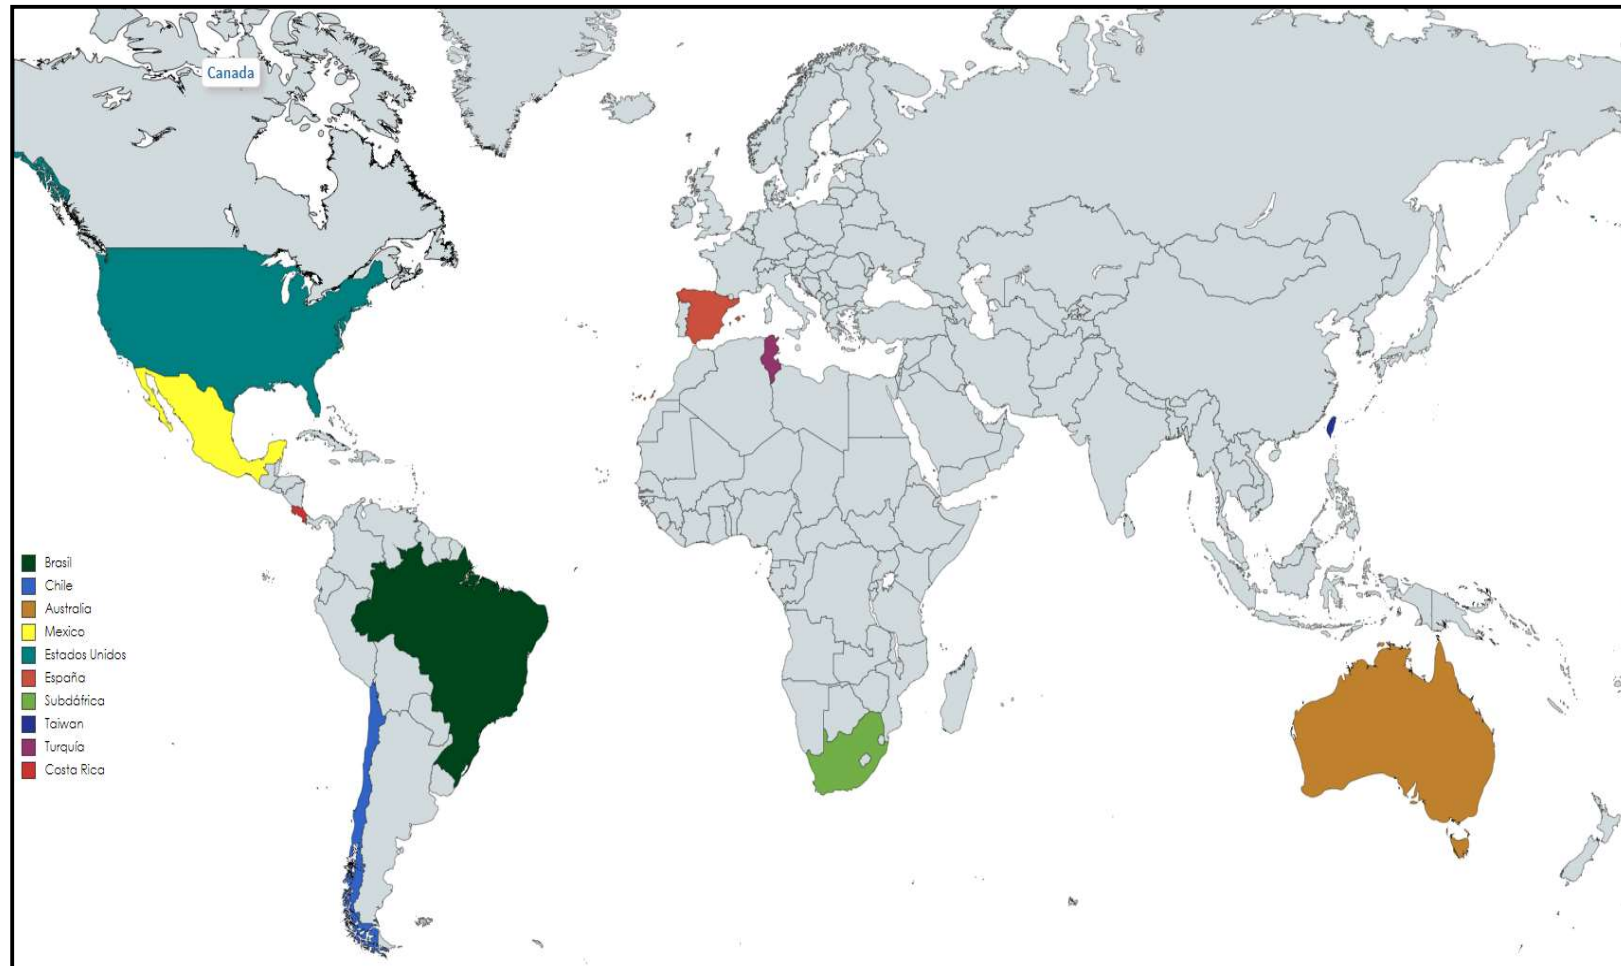 Canada
Brasil
Chile
Australia
Mexico
Estados Unidos
España
Subdáfrica
Taiwan
Turquía
Costa Rica